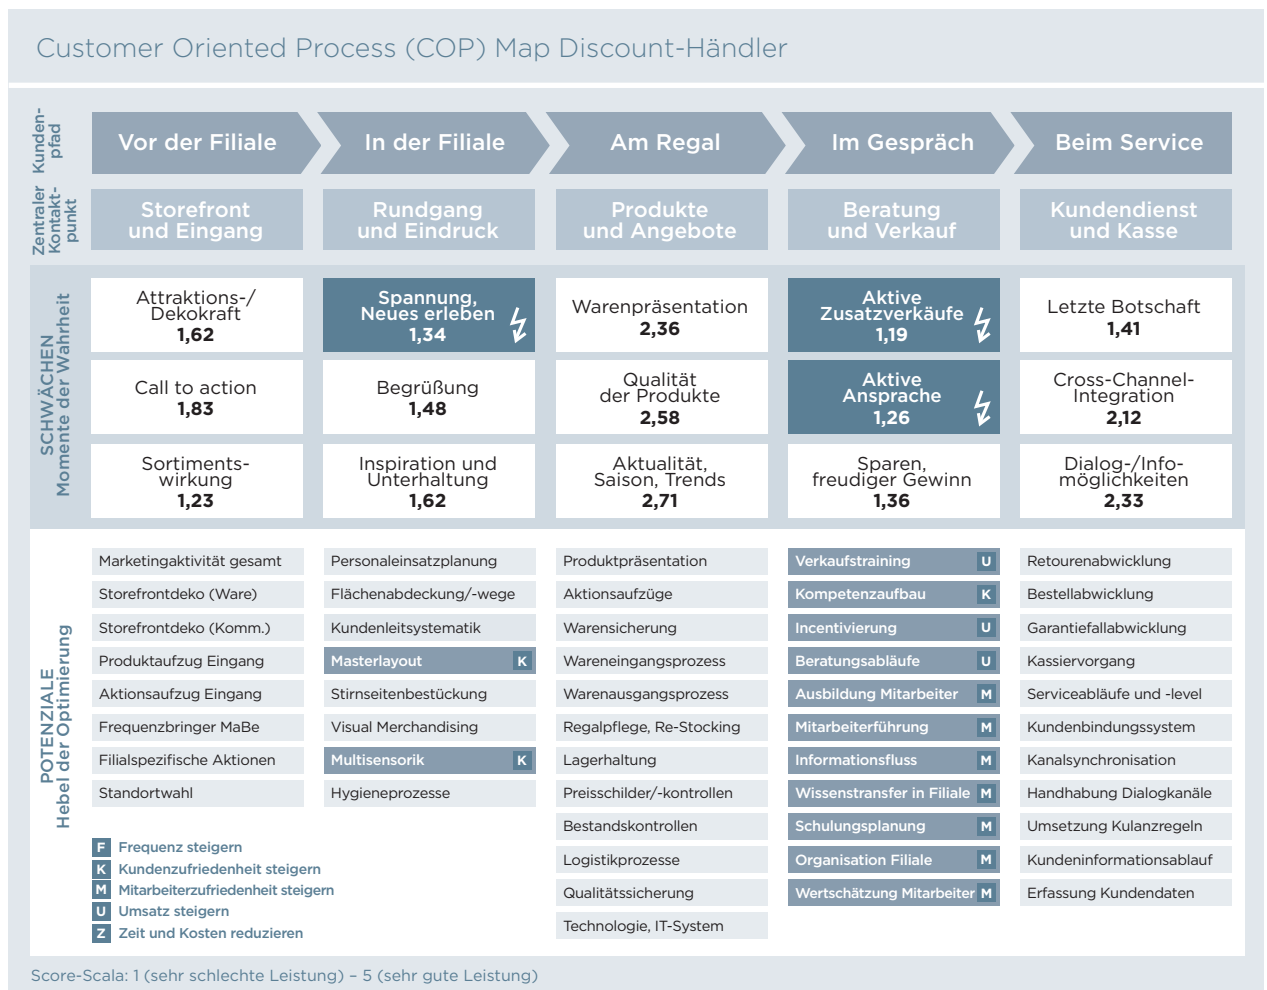 Customer Oriented Process (COP) Map Discount-Händler
Kunden-
pfad
Vor der Filiale
In der Filiale
Am Regal
Im Gespräch
Beim Service
Zentraler
Kontakt-
punkt
Storefront
und Eingang
Rundgang
und Eindruck
Produkte
und Angebote
Beratung
und Verkauf
Kundendienst
und Kasse
SCHWÄCHEN
Momente der Wahrheit
Attraktions-/
Dekokraft
1,62
Spannung,
Neues erleben
1,34
Warenpräsentation
2,36
Aktive
Zusatzverkäufe
1,19
Letzte Botschaft
1,41
Call to action
1,83
Begrüßung
1,48
Qualität
der Produkte
2,58
Aktive
Ansprache
1,26
Cross-Channel-
Integration
2,12
Sortiments-
wirkung
1,23
Inspiration und
Unterhaltung
1,62
Aktualität,
Saison, Trends
2,71
Sparen,
freudiger Gewinn
1,36
Dialog-/Info-
möglichkeiten
2,33
POTENZIALE
Hebel der Optimierung
Marketingaktivität gesamt
Storefrontdeko (Ware)
Storefrontdeko (Komm.)
Produktaufzug Eingang
Aktionsaufzug Eingang
Frequenzbringer MaBe
Filialspezifische Aktionen
Standortwahl
Personaleinsatzplanung
Flächenabdeckung/-wege
Kundenleitsystematik
Masterlayout K
Stirnseitenbestückung
Visual Merchandising
Multisensorik K
Hygieneprozesse
Produktpräsentation
Aktionsaufzüge
Warensicherung
Wareneingangsprozess
Warenausgangsprozess
Regalpflege, Re-Stocking
Lagerhaltung
Preisschilder/-kontrollen
Bestandskontrollen
Logistikprozesse
Qualitätssicherung
Technologie, IT-System
Verkaufstraining U
Kompetenzaufbau K
Incentivierung U
Beratungsabläufe U
Ausbildung Mitarbeiter M
Mitarbeiterführung M
Informationsfluss M
Wissenstransfer in Filiale M
Schulungsplanung M
Organisation Filiale M
Wertschätzung Mitarbeiter M
Retourenabwicklung
Bestellabwicklung
Garantiefallabwicklung
Kassiervorgang
Serviceabläufe und -level
Kundenbindungssystem
Kanalsynchronisation
Handhabung Dialogkanäle
Umsetzung Kulanzregeln
Kundeninformationsablauf
Erfassung Kundendaten
F Frequenz steigern
K Kundenzufriedenheit steigern
M Mitarbeiterzufriedenheit steigern
U Umsatz steigern
Z Zeit und Kosten reduzieren
Score-Scala: 1 (sehr schlechte Leistung) – 5 (sehr gute Leistung)